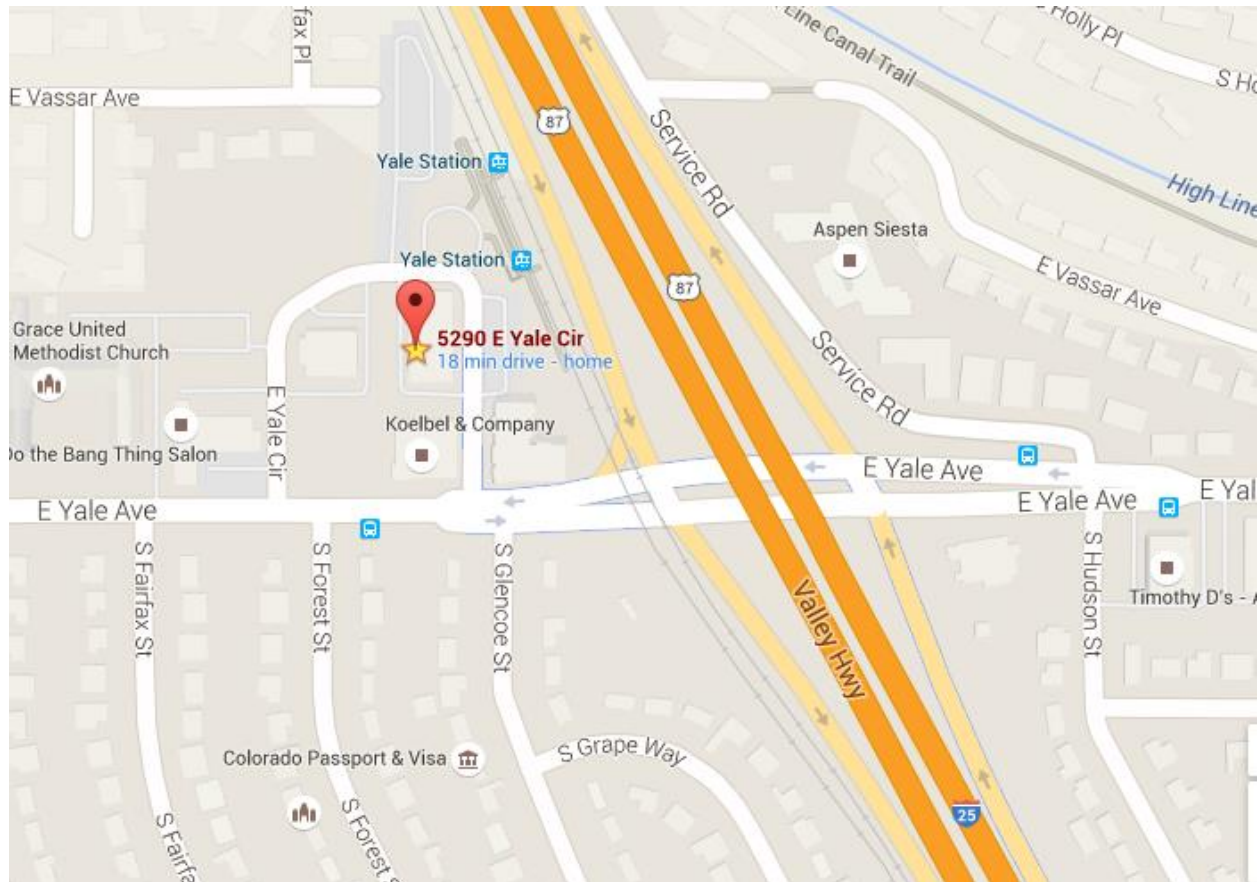 fax Pl
E Vassar Ave
Line Canal Trail
S Holly Pl
87
Yale Station
Service Rd
High Line
Aspen Siesta
Yale Station
87
E Vassar Ave
5290 E Yale Cir
18 min drive - home
Grace United
Methodist Church
E Yale Cir
Koelbel & Company
Service Rd
o the Bang Thing Salon
E Yale Ave
E Yale Ave
E Yale Ave
E Yal
S Fairfax St
S Forest St
S Glencoe St
S Hudson St
Timothy D's -
Valley Hwy
Colorado Passport & Visa
S Grape Way
25
S Fairfa
S Forest S